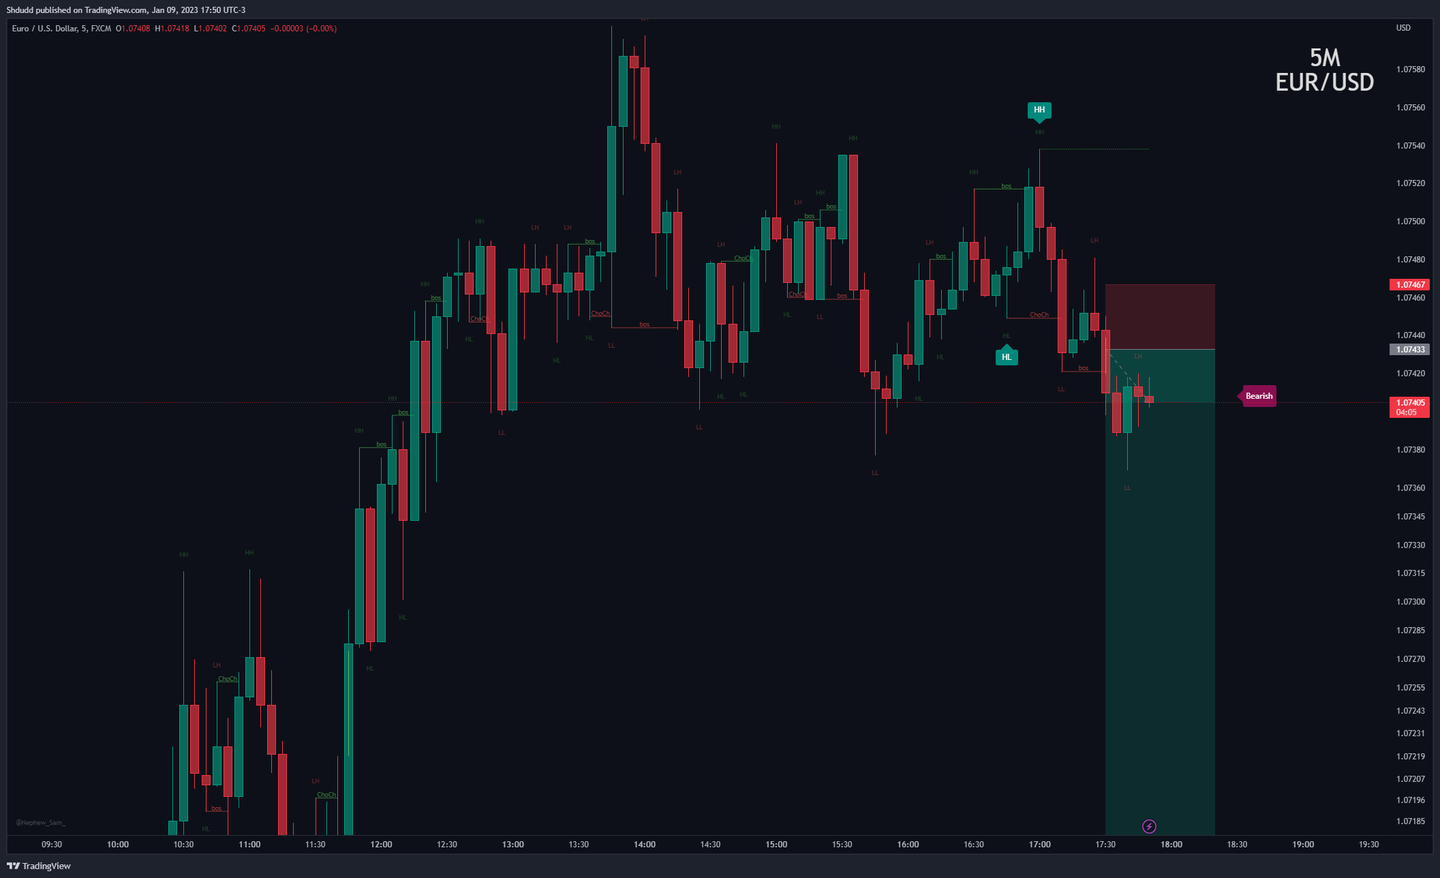 Shdudd published on TradingView.com, Jan 09, 2023 17:50 UTC-3
Euro / U.S. Dollar, 5, FXCM O1.07408 H1.07418 L1.07402 C1.07405 -0.00003 (-0.00%)
USD
5M
EUR/USD
1.07580
1.07560
1.07540
1.07520
1.07500
1.07480
1.07467
1.07460
1.07440
1.07433
1.07420
1.07405
04:05
1.07380
1.07360
1.07345
1.07330
1.07315
1.07300
1.07285
1.07270
1.07255
1.07243
1.07231
1.07219
1.07207
1.07196
1.07185
HH
HH
HH
HH
HH
LH
HH
bos
LH
HH
HH
LH
bos
LH
LH
bos
LH
bos
LH
bos
LH
ChoCh
bos
HH
bos
ChoCh
bos
ChoCh
HL
ChoCh
HL
LL
HL
bos
HL
LL
LL
HL
HL
bos
HL
LH
bos
LL
Bearish
HL
HH
bos
HH
bos
LL
HL
HL
LL
LL
LL
HH
HH
HL
HL
LH
ChoCh
LH
ChoCh
bos
HL
@Nephew_Sam_
09:30 10:00 10:30 11:00 11:30 12:00 12:30 13:00 13:30 14:00 14:30 15:00 15:30 16:00 16:30 17:00 17:30 18:00 18:30 19:00 19:30
TradingView